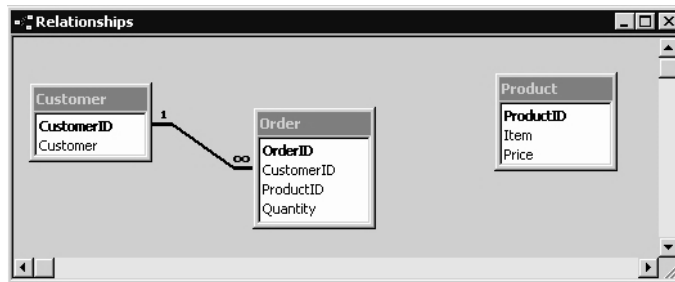 Relationships
Customer
CustomerID
Customer
1
∞
Order
OrderID
CustomerID
ProductID
Quantity
Product
ProductID
Item
Price